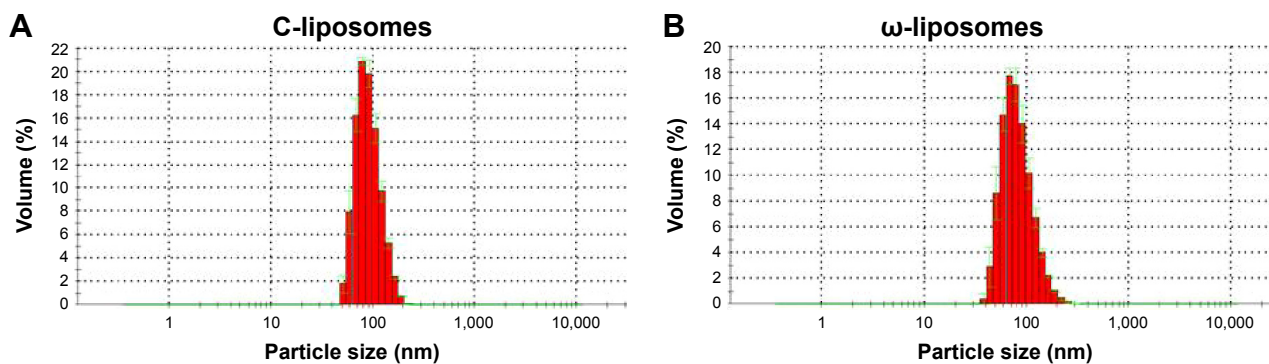 A
C-liposomes
22
20
18
16
14
12
10
8
6
4
2
0
Volume (%)
1 10 100 1,000 10,000
Particle size (nm)
B
ω-liposomes
20
18
16
14
12
10
8
6
4
2
0
Volume (%)
1 10 100 1,000 10,000
Particle size (nm)